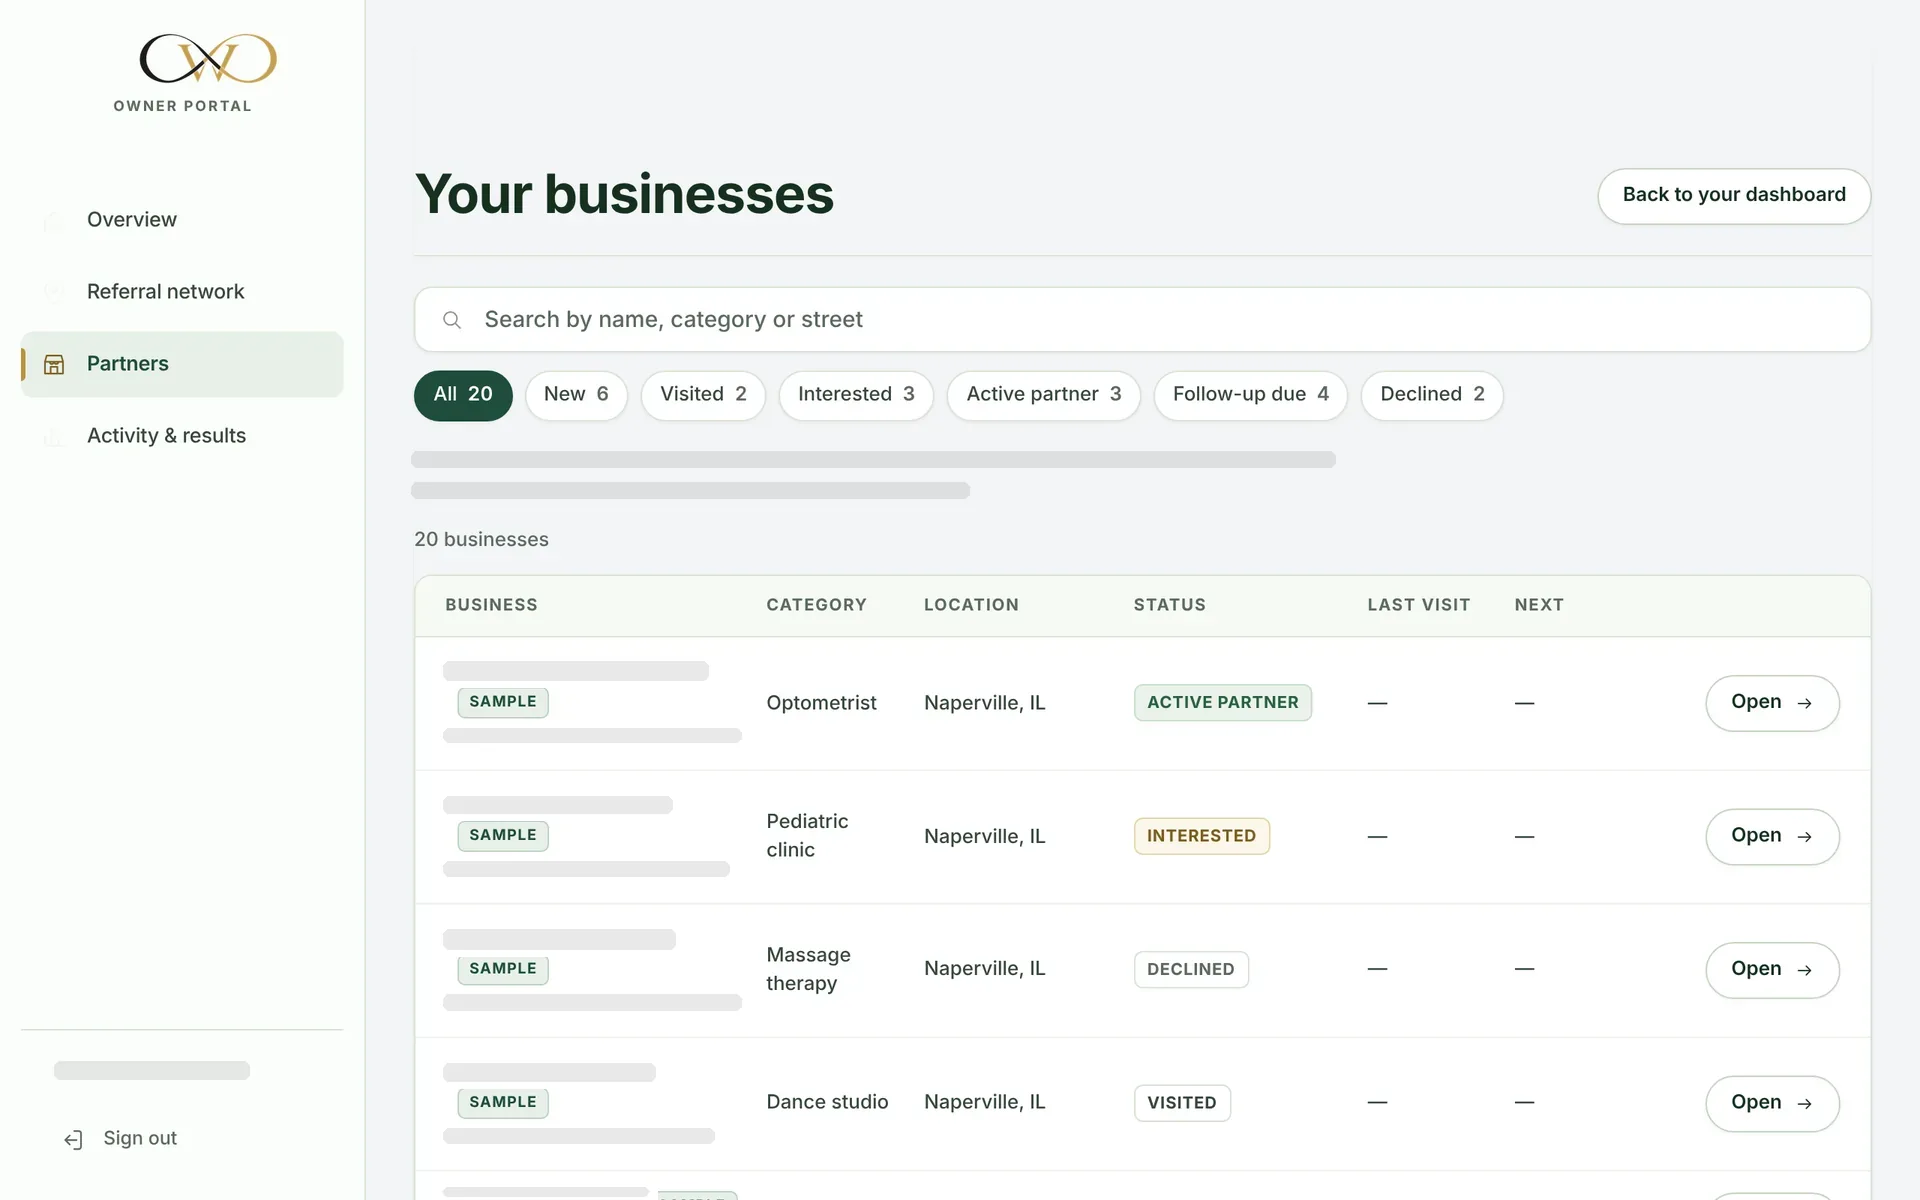 OWO
OWNER PORTAL
Overview
Referral network
Partners
Activity & results
Sign out
Your businesses
Back to your dashboard
Search by name, category or street
All 20
New 6
Visited 2
Interested 3
Active partner 3
Follow-up due 4
Declined 2
20 businesses
BUSINESS CATEGORY LOCATION STATUS LAST VISIT NEXT
SAMPLE
Optometrist
Naperville, IL
ACTIVE PARTNER
—
—
Open →
SAMPLE
Pediatric
clinic
Naperville, IL
INTERESTED
—
—
Open →
SAMPLE
Massage
therapy
Naperville, IL
DECLINED
—
—
Open →
SAMPLE
Dance studio
Naperville, IL
VISITED
—
—
Open →